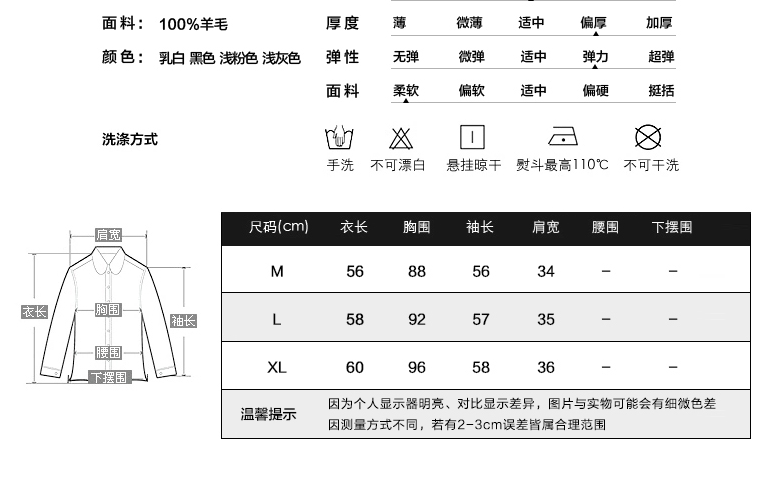 面料： 100%羊毛
厚度 薄 微薄 适中 偏厚 加厚
颜色： 乳白 黑色 浅粉色 浅灰色
弹性 无弹 微弹 适中 弹力 超弹
面料 柔软 偏软 适中 偏硬 挺括
洗涤方式
手洗 不可漂白 悬挂晾干 熨斗最高110℃ 不可干洗
肩宽
衣长
胸围
袖长
腰围
下摆围
尺码(cm) 衣长 胸围 袖长 肩宽 腰围 下摆围
M 56 88 56 34 – –
L 58 92 57 35 – –
XL 60 96 58 36 – –
温馨提示
因为个人显示器明亮、对比显示差异，图片与实物可能会有细微色差
因测量方式不同，若有2-3cm误差皆属合理范围